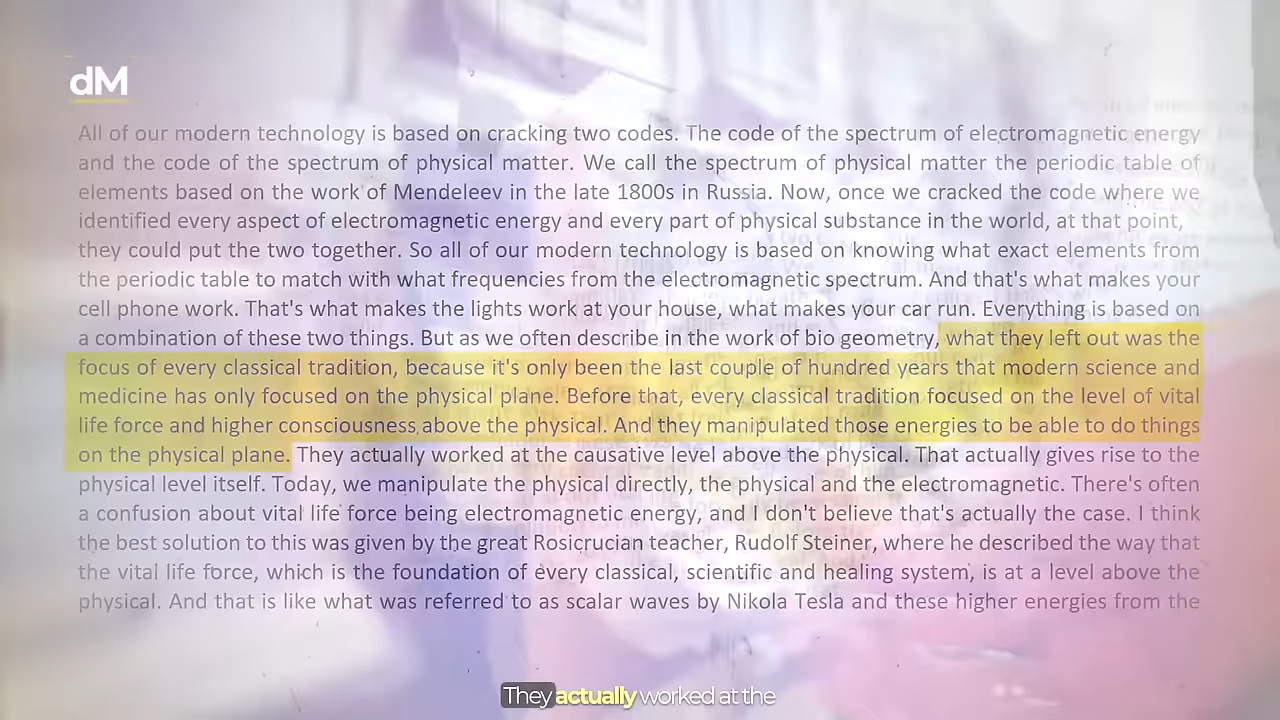 dM
All of our modern technology is based on cracking two codes. The code of the spectrum of electromagnetic energy
and the code of the spectrum of physical matter. We call the spectrum of physical matter the periodic table of
elements based on the work of Mendeleev in the late 1800s in Russia. Now, once we cracked the code where we
identified every aspect of electromagnetic energy and every part of physical substance in the world, at that point,
they could put the two together. So all of our modern technology is based on knowing what exact elements from
the periodic table to match with what frequencies from the electromagnetic spectrum. And that's what makes your
cell phone work. That's what makes the lights work at your house, what makes your car run. Everything is based on
a combination of these two things. But as we often describe in the work of bio geometry, what they left out was the
focus of every classical tradition, because it's only been the last couple of hundred years that modern science and
medicine has only focused on the physical plane. Before that, every classical tradition focused on the level of vital
life force and higher consciousness above the physical. And they manipulated those energies to be able to do things
on the physical plane. They actually worked at the causative level above the physical. That actually gives rise to the
physical level itself. Today, we manipulate the physical directly, the physical and the electromagnetic. There's often
a confusion about vital life force being electromagnetic energy, and I don't believe that's actually the case. I think
the best solution to this was given by the great Rosicrucian teacher, Rudolf Steiner, where he described the way that
the vital life force, which is the foundation of every classical, scientific and healing system, is at a level above the
physical. And that is like what was referred to as scalar waves by Nikola Tesla and these higher energies from the
They actually worked at the